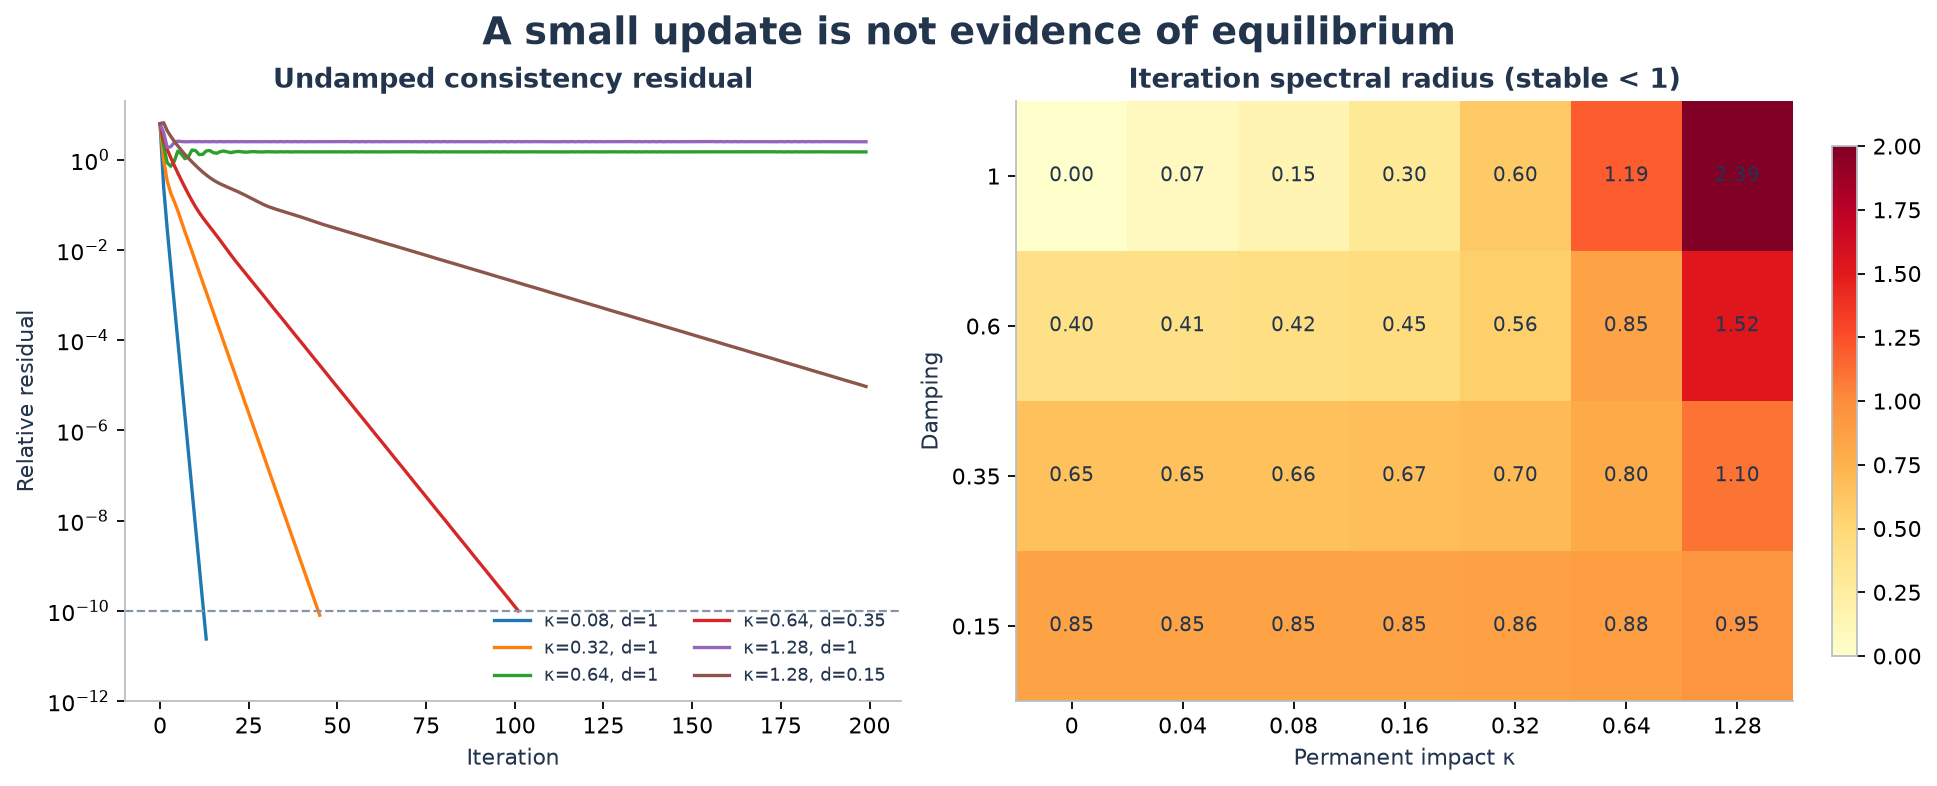 A small update is not evidence of equilibrium
Undamped consistency residual
Relative residual
10⁰
10⁻²
10⁻⁴
10⁻⁶
10⁻⁸
10⁻¹⁰
10⁻¹²
κ=0.08, d=1
κ=0.32, d=1
κ=0.64, d=1
κ=0.64, d=0.35
κ=1.28, d=1
κ=1.28, d=0.15
0 25 50 75 100 125 150 175 200
Iteration
Iteration spectral radius (stable < 1)
Damping
1 0.00 0.07 0.15 0.30 0.60 1.19 2.39
0.6 0.40 0.41 0.42 0.45 0.56 0.85 1.52
0.35 0.65 0.65 0.66 0.67 0.70 0.80 1.10
0.15 0.85 0.85 0.85 0.85 0.86 0.88 0.95
0 0.04 0.08 0.16 0.32 0.64 1.28
Permanent impact κ
2.00
1.75
1.50
1.25
1.00
0.75
0.50
0.25
0.00